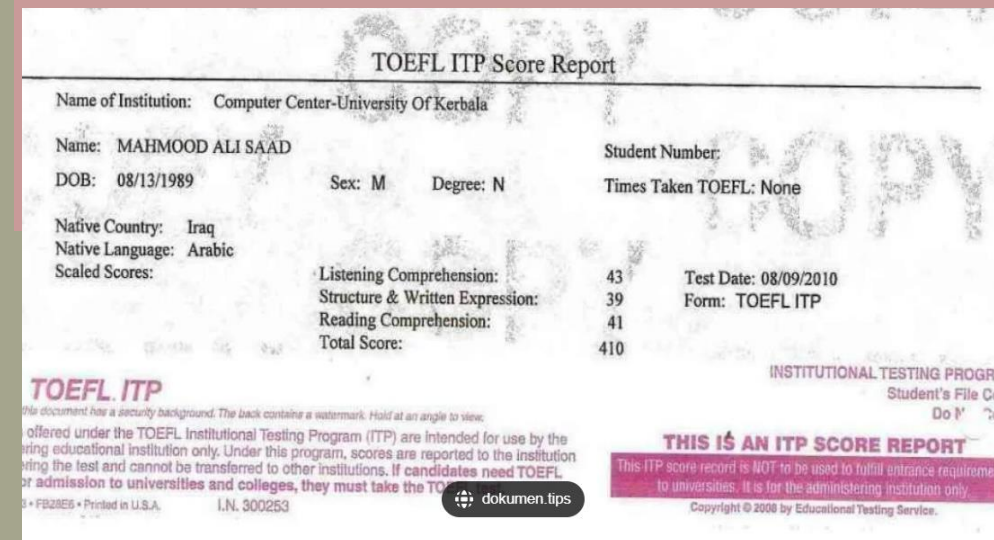 COPY
TOEFL ITP Score Report
Name of Institution: Computer Center-University Of Kerbala
Name: MAHMOOD ALI SAAD
Student Number:
DOB: 08/13/1989 Sex: M Degree: N Times Taken TOEFL: None
Native Country: Iraq
Native Language: Arabic
Scaled Scores: Listening Comprehension: 43 Test Date: 08/09/2010
Structure & Written Expression: 39 Form: TOEFL ITP
Reading Comprehension: 41
Total Score: 410
COPY
COPY
INSTITUTIONAL TESTING PROGR
Student's File C
Do
TOEFL ITP
this document has a security background. The back contains a watermark. Hold at an angle to view.
offered under the TOEFL Institutional Testing Program (ITP) are intended for use by the
ering educational institution only. Under this program, scores are reported to the institution
ering the test and cannot be transferred to other institutions. If candidates need TOEFL
or admission to universities and colleges, they must take the
FB28E6 • Printed in U.S.A. I.N. 300253
THIS IS AN ITP SCORE REPORT
This ITP score record is NOT to be used to fulfill entrance requireme
to universities. It is for the administering institution only.
Copyright © 2008 by Educational Testing Service.
dokumen.tips